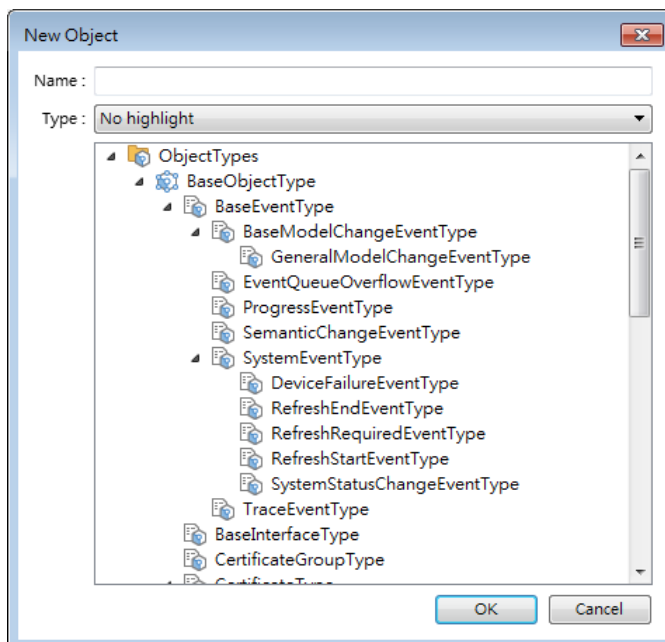 New Object
Name :
Type : No highlight
ObjectTypes
BaseObjectType
BaseEventType
BaseModelChangeEventType
GeneralModelChangeEventType
EventQueueOverflowEventType
ProgressEventType
SemanticChangeEventType
SystemEventType
DeviceFailureEventType
RefreshEndEventType
RefreshRequiredEventType
RefreshStartEventType
SystemStatusChangeEventType
TraceEventType
BaseInterfaceType
CertificateGroupType
CertificateType
OK Cancel